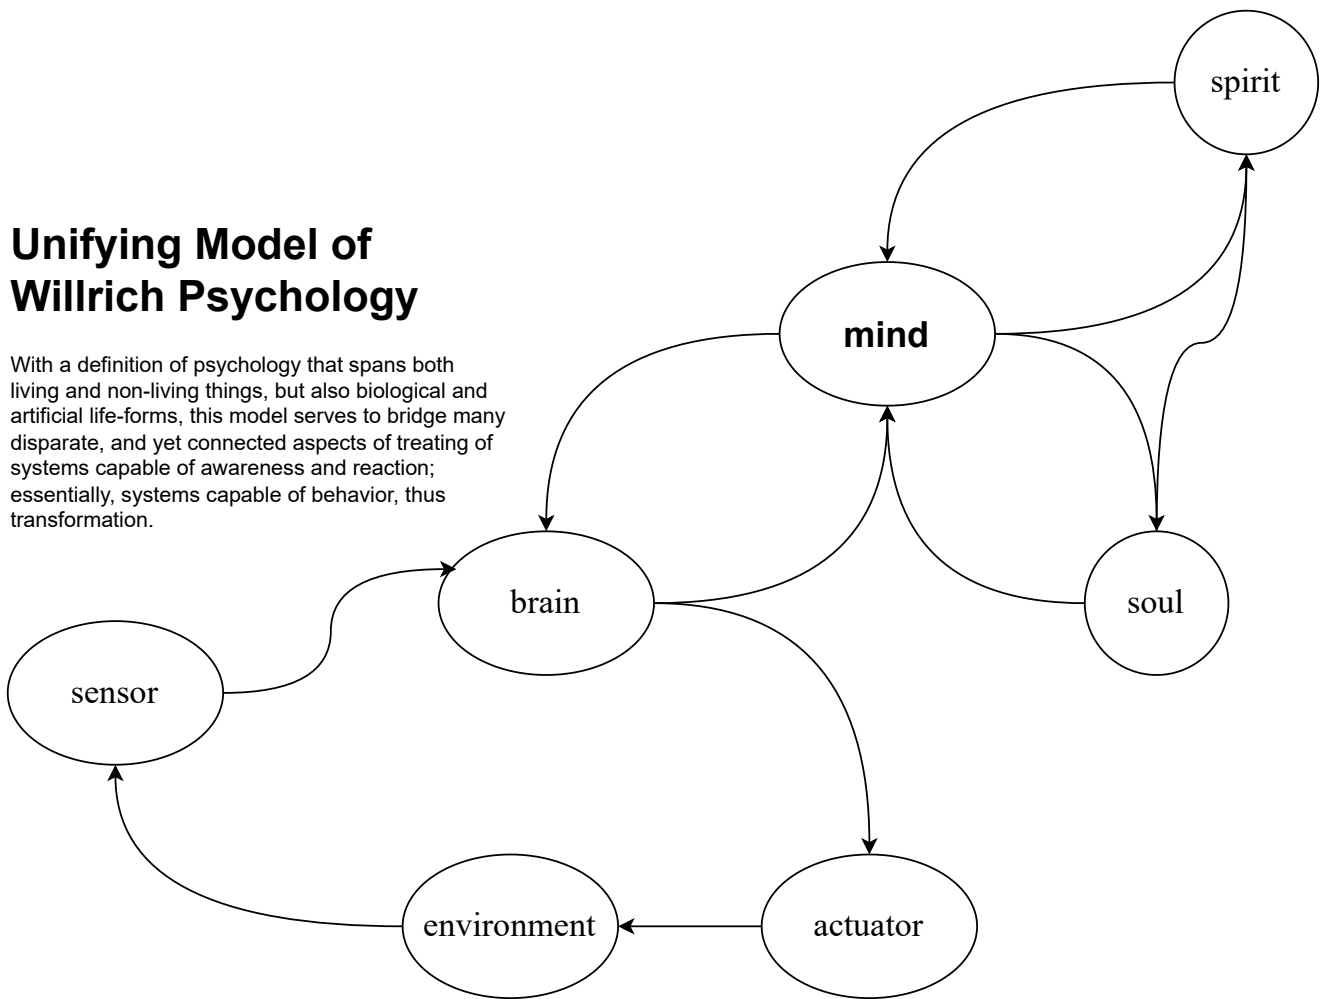 spirit
Unifying Model of
Willrich Psychology
mind
With a definition of psychology that spans both
living and non-living things, but also biological and
artificial life-forms, this model serves to bridge many
disparate, and yet connected aspects of treating of
systems capable of awareness and reaction;
essentially, systems capable of behavior, thus
transformation.
brain
soul
sensor
environment
actuator